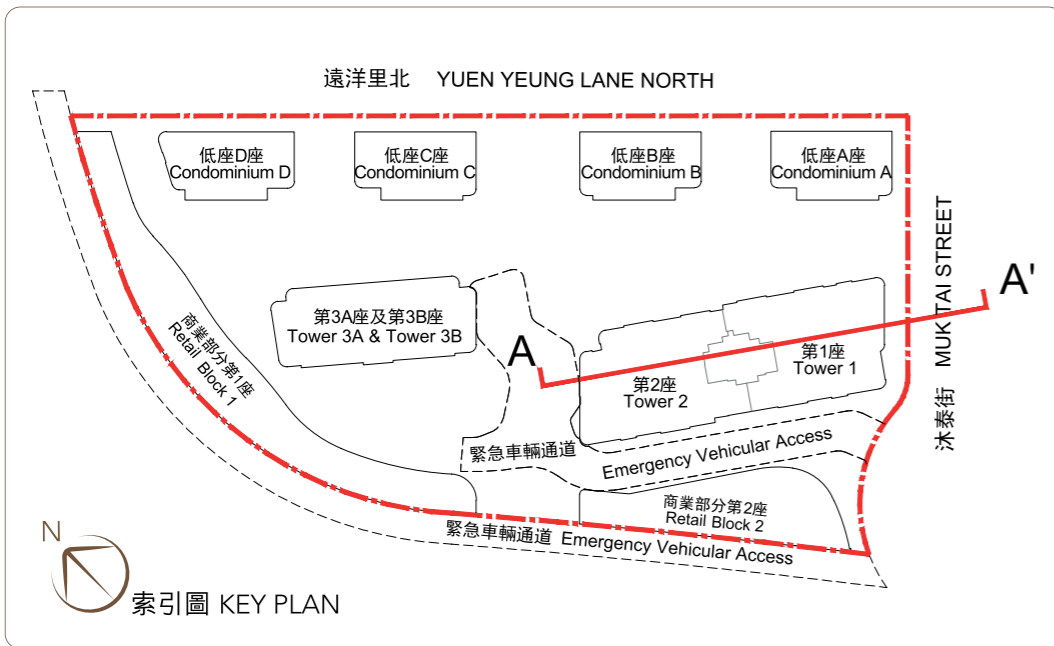 遠洋里北 YUEN YEUNG LANE NORTH
低座D座
Condominium D
低座C座
Condominium C
低座B座
Condominium B
低座A座
Condominium A
沐泰街 MUK TAI STREET
A'
第3A座及第3B座
Tower 3A & Tower 3B
商業部分第1座
Retail Block 1
A
第1座
Tower 1
第2座
Tower 2
緊急車輛通道 Emergency Vehicular Access
商業部分第2座
Retail Block 2
緊急車輛通道 Emergency Vehicular Access
N
索引圖 KEY PLAN